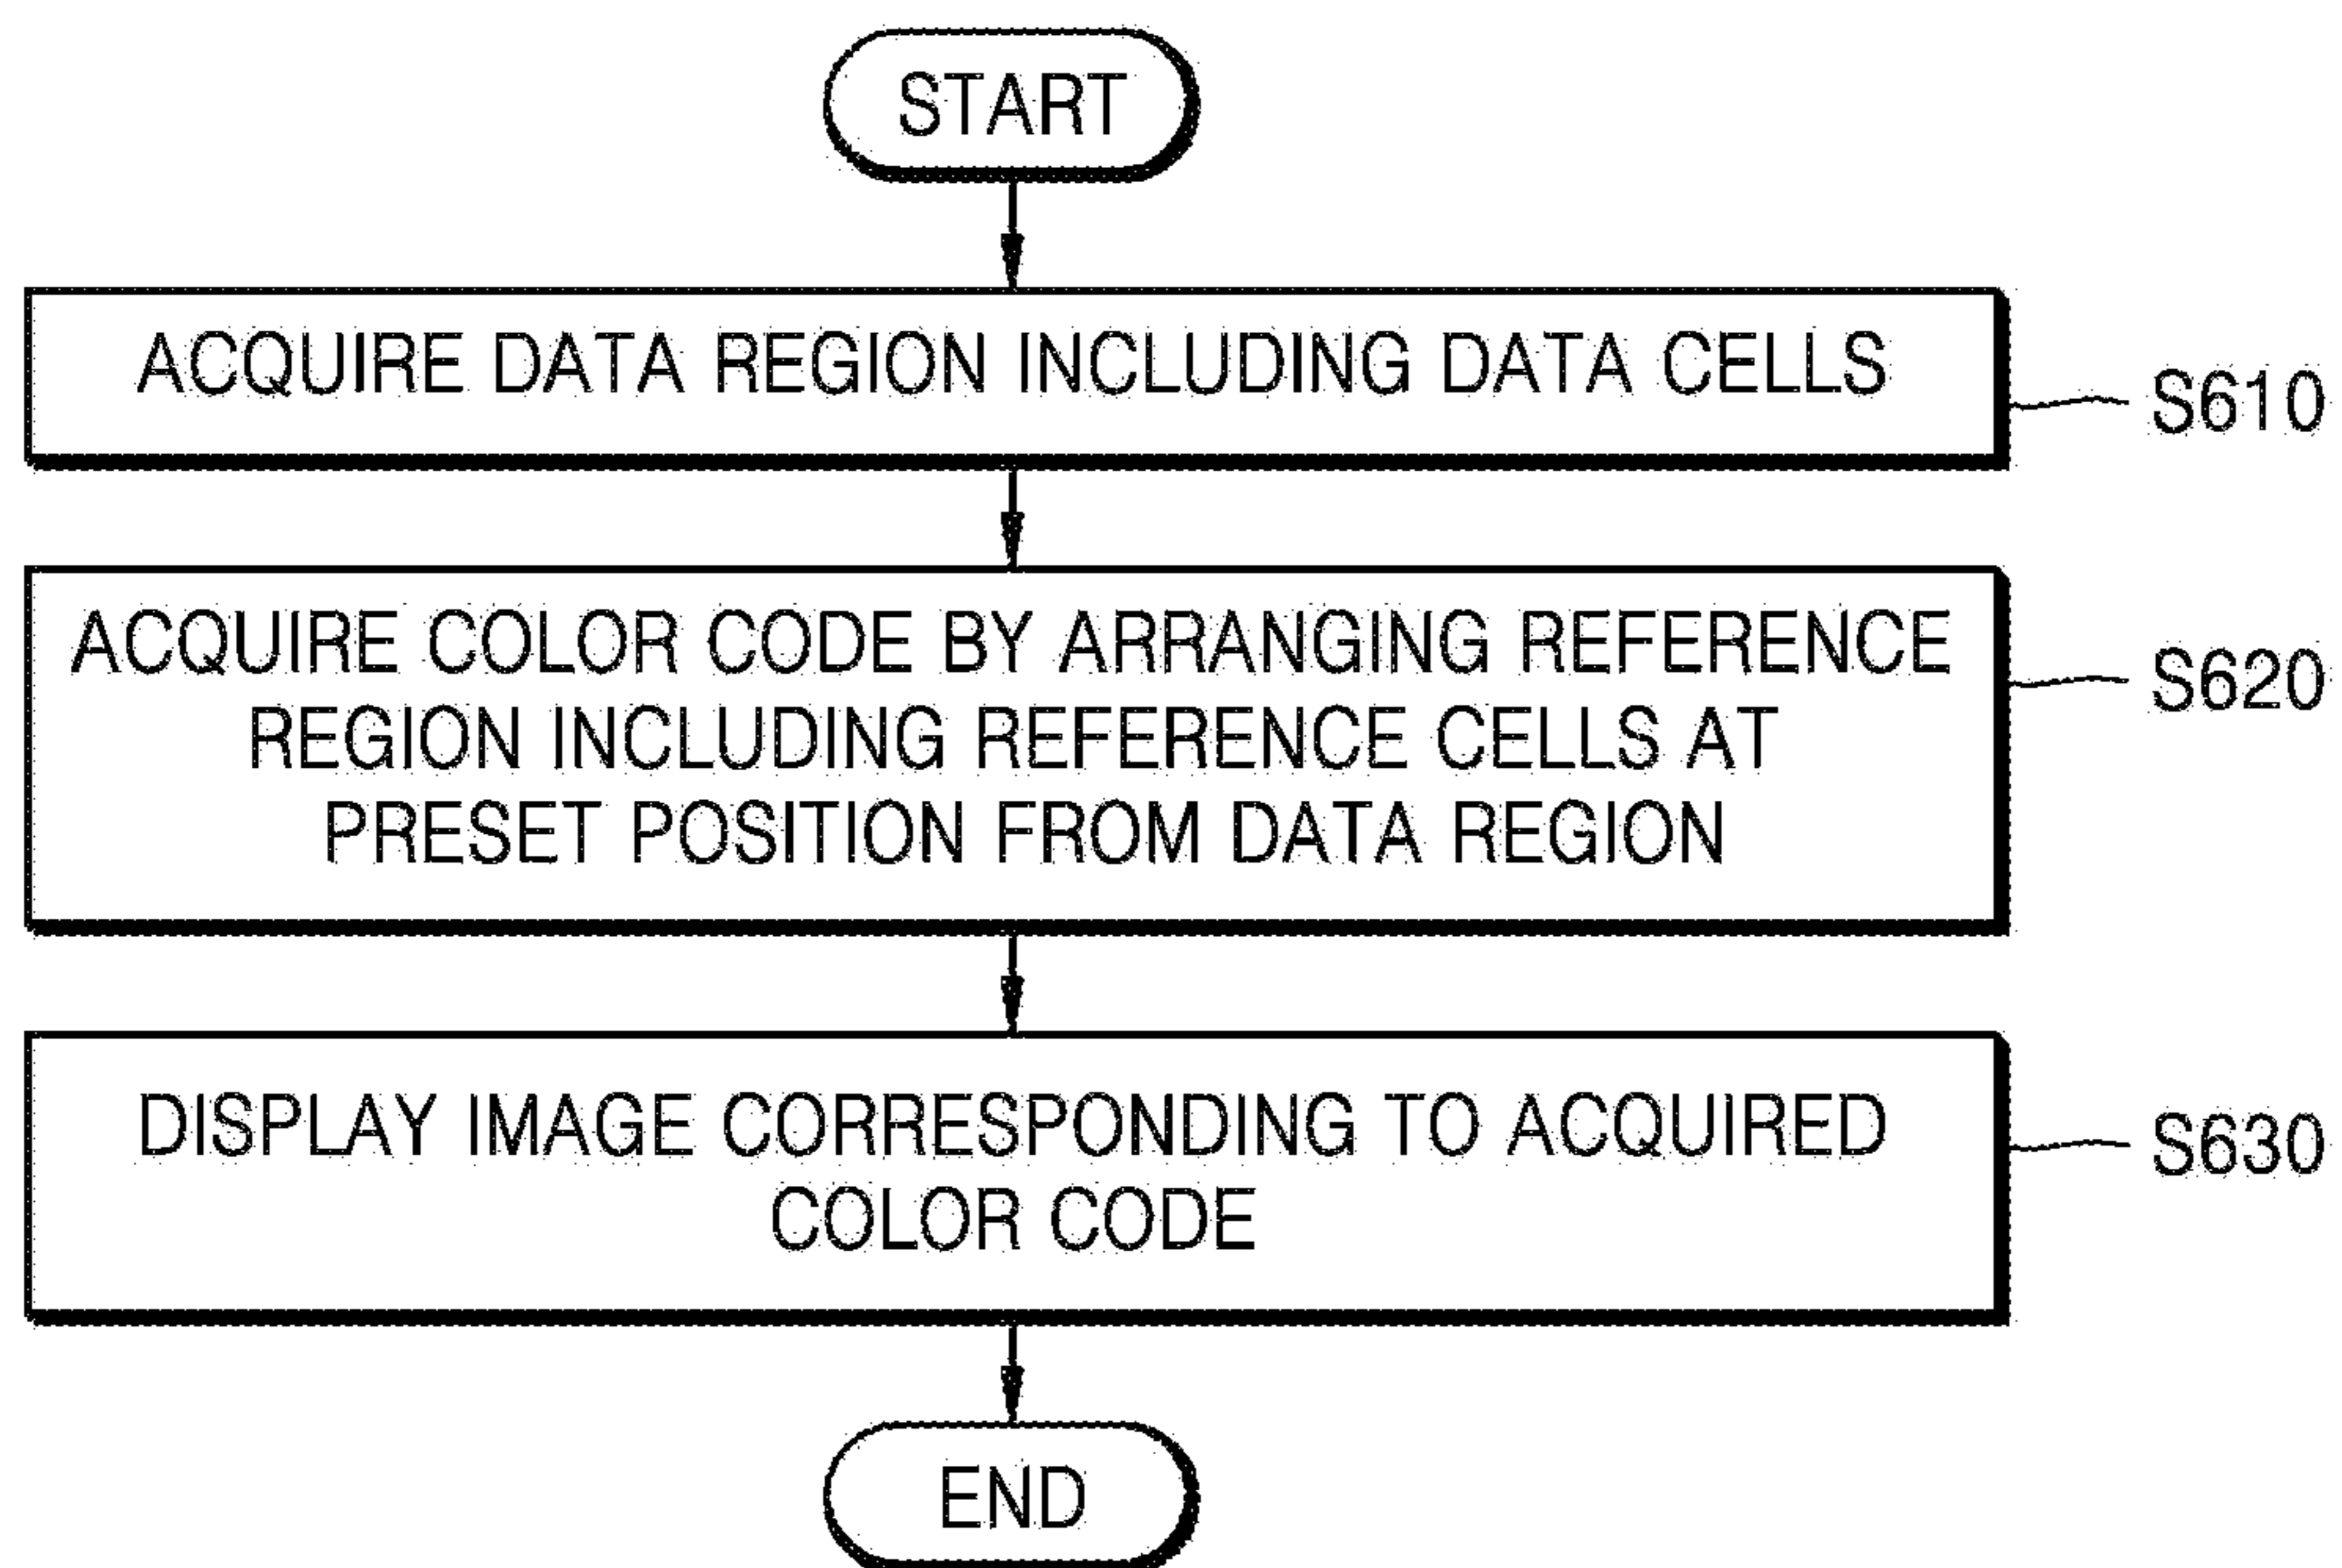 START
ACQUIRE DATA REGION INCLUDING DATA CELLS
S610
ACQUIRE COLOR CODE BY ARRANGING REFERENCE
REGION INCLUDING REFERENCE CELLS AT
PRESET POSITION FROM DATA REGION
S620
DISPLAY IMAGE CORRESPONDING TO ACQUIRED
COLOR CODE
S630
END